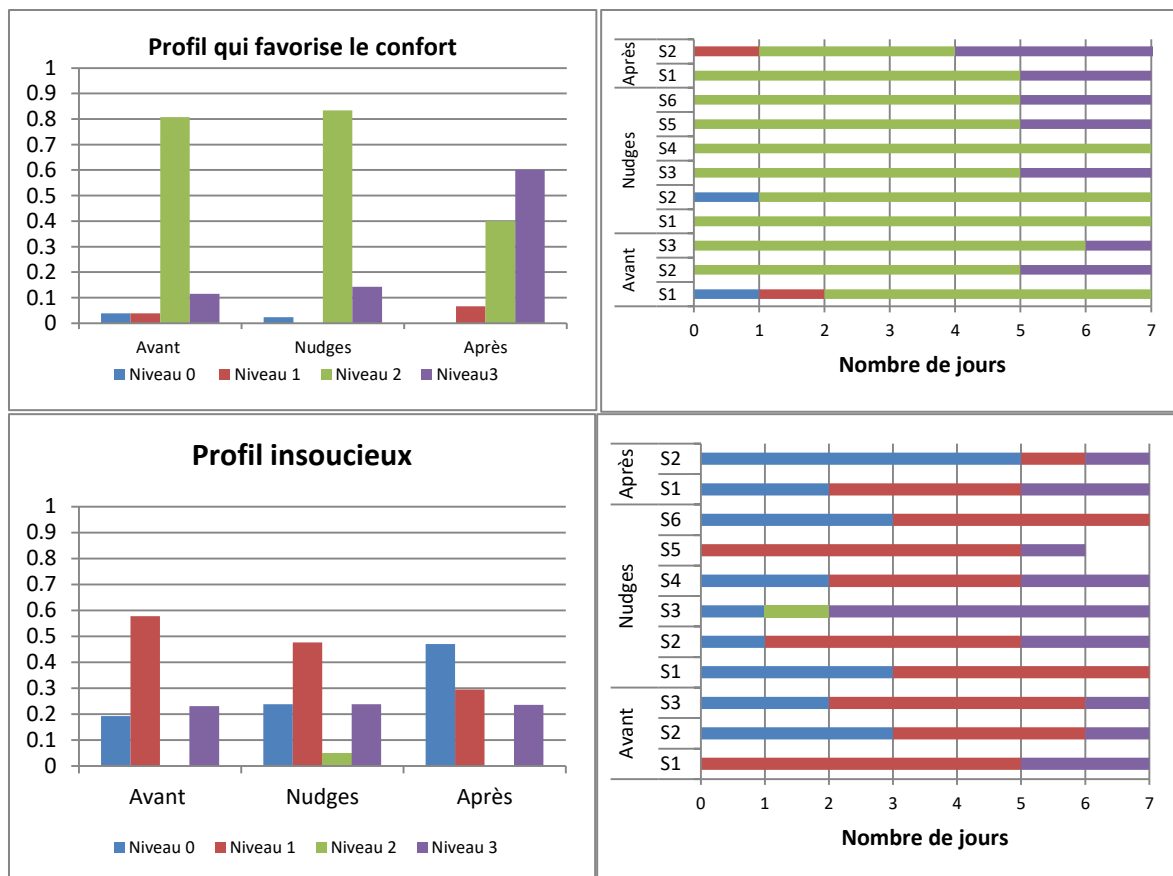 Profil qui favorise le confort
1
0.9
0.8
0.7
0.6
0.5
0.4
0.3
0.2
0.1
0
Avant Nudges Après
Niveau 0 Niveau 1 Niveau 2 Niveau3
Après
S2
S1
Nudges
S6
S5
S4
S3
S2
S1
Avant
S3
S2
S1
0 1 2 3 4 5 6 7
Nombre de jours
Profil insoucieux
1
0.9
0.8
0.7
0.6
0.5
0.4
0.3
0.2
0.1
0
Avant Nudges Après
Niveau 0 Niveau 1 Niveau 2 Niveau 3
Après
S2
S1
Nudges
S6
S5
S4
S3
S2
S1
Avant
S3
S2
S1
0 1 2 3 4 5 6 7
Nombre de jours